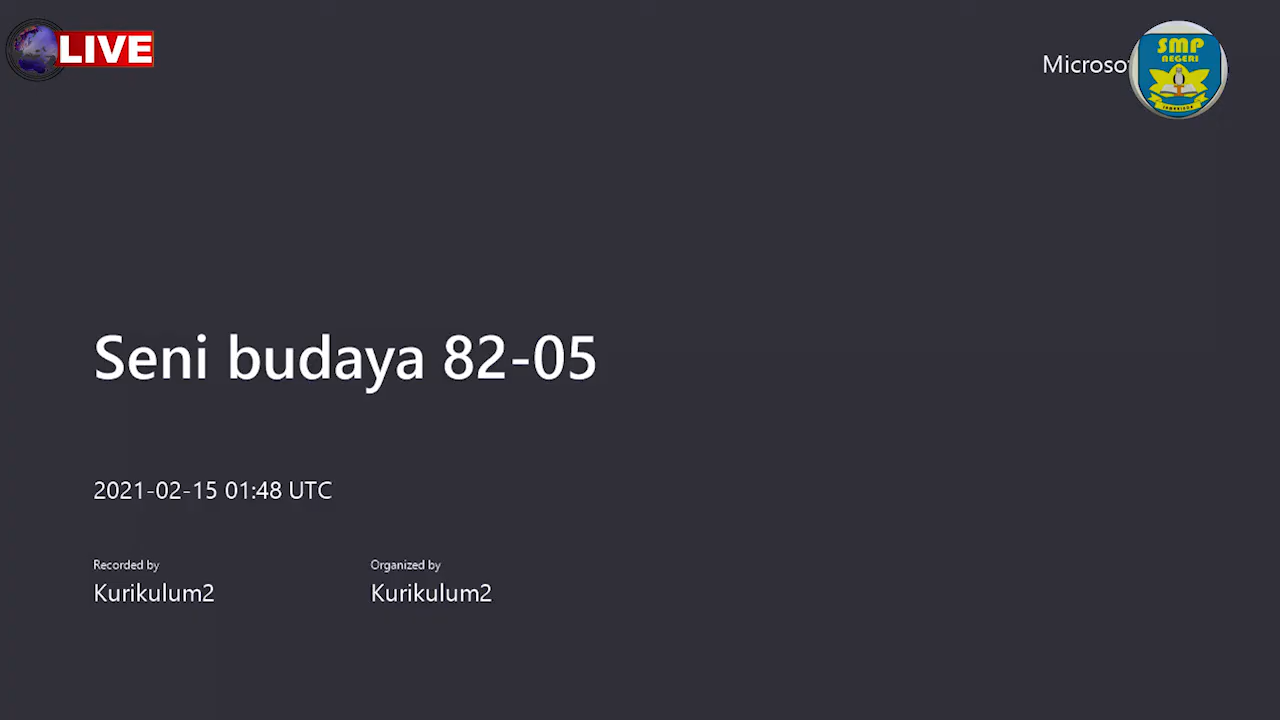 LIVE
Microsof
SMP
NEGERI
Seni budaya 82-05
2021-02-15 01:48 UTC
Recorded by
Organized by
Kurikulum2
Kurikulum2